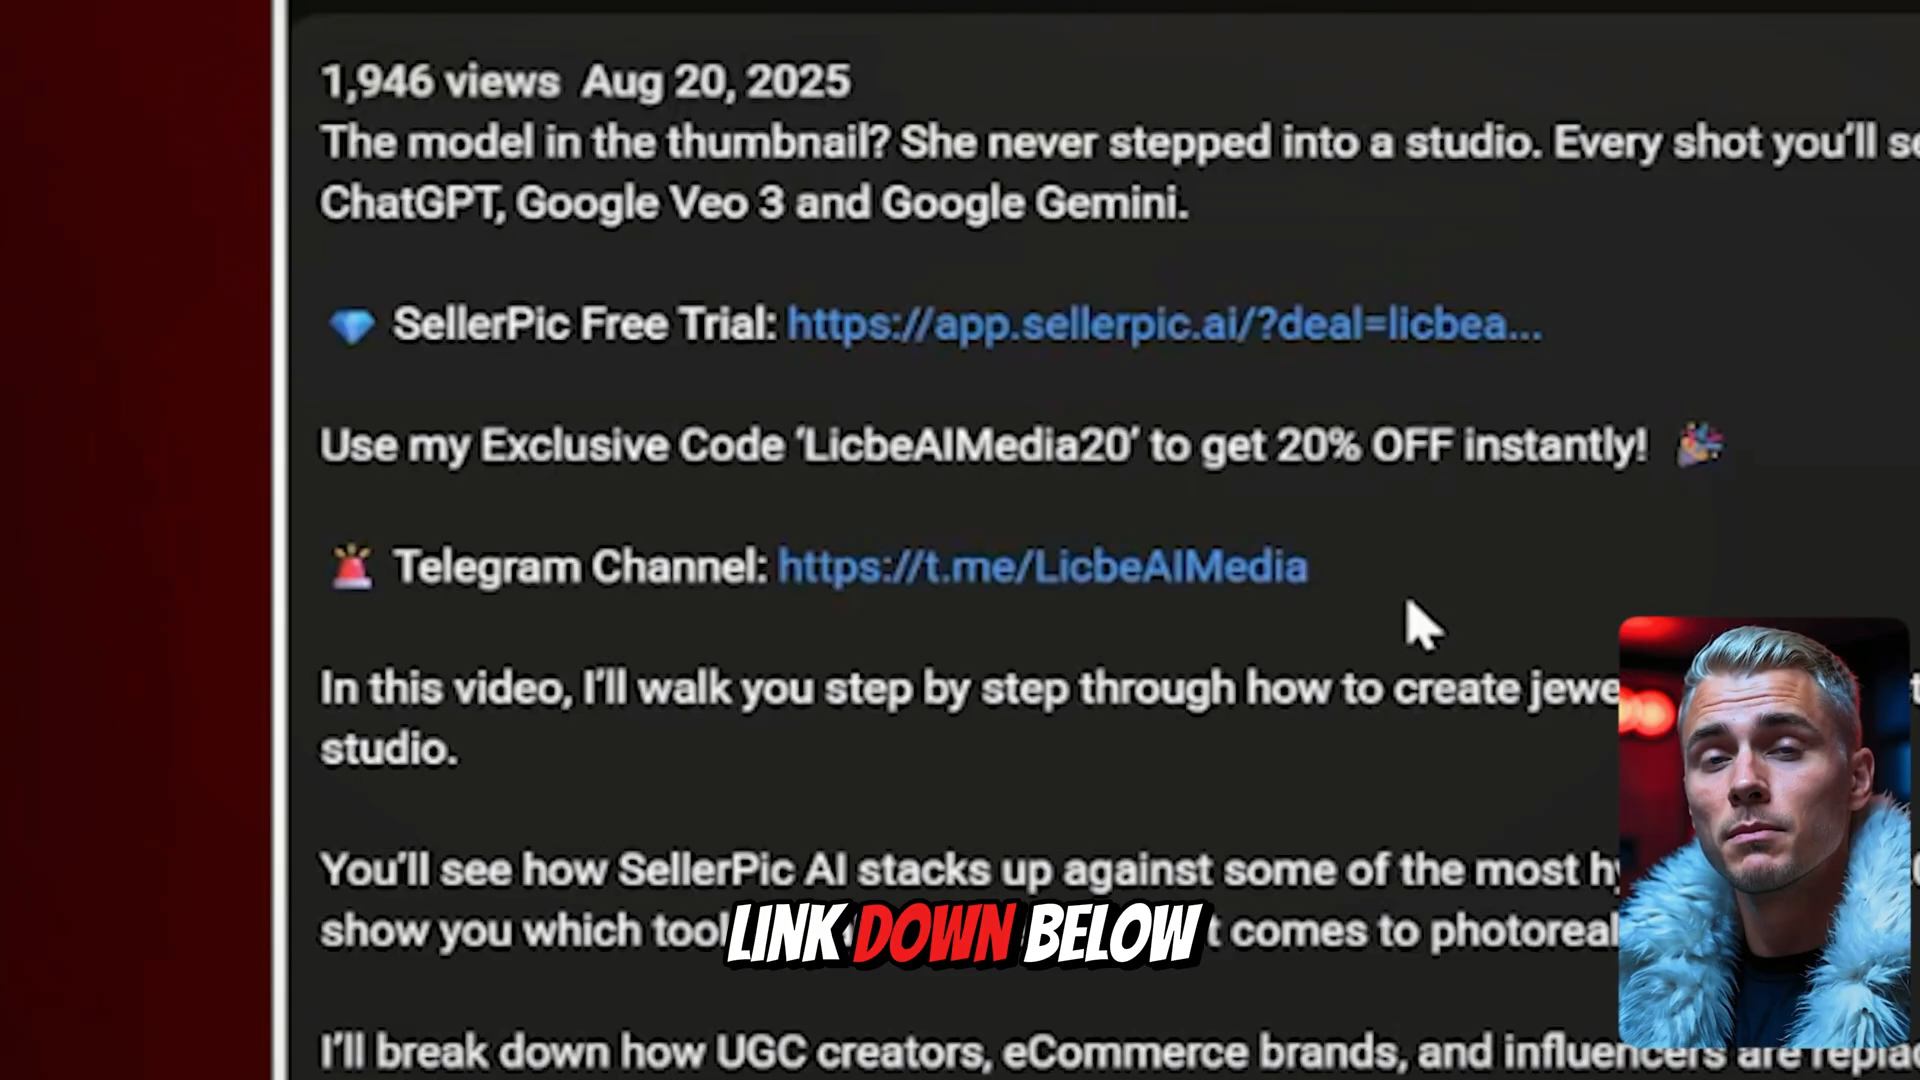 1,946 views Aug 20, 2025
The model in the thumbnail? She never stepped into a studio. Every shot you'll
ChatGPT, Google Veo 3 and Google Gemini.
💎 SellerPic Free Trial: https://app.sellerpic.ai/?deal=licbea...
Use my Exclusive Code ‘LicbeAIMedia20’ to get 20% OFF instantly! 🎉
🚨 Telegram Channel: https://t.me/LicbeAIMedia
In this video, I'll walk you step by step through how to create
studio.
You'll see how SellerPic AI stacks up against some of the most
show you which comes to
LINK DOWN BELOW
I'll break down how UGC creators, eCommerce brands, and influencers are